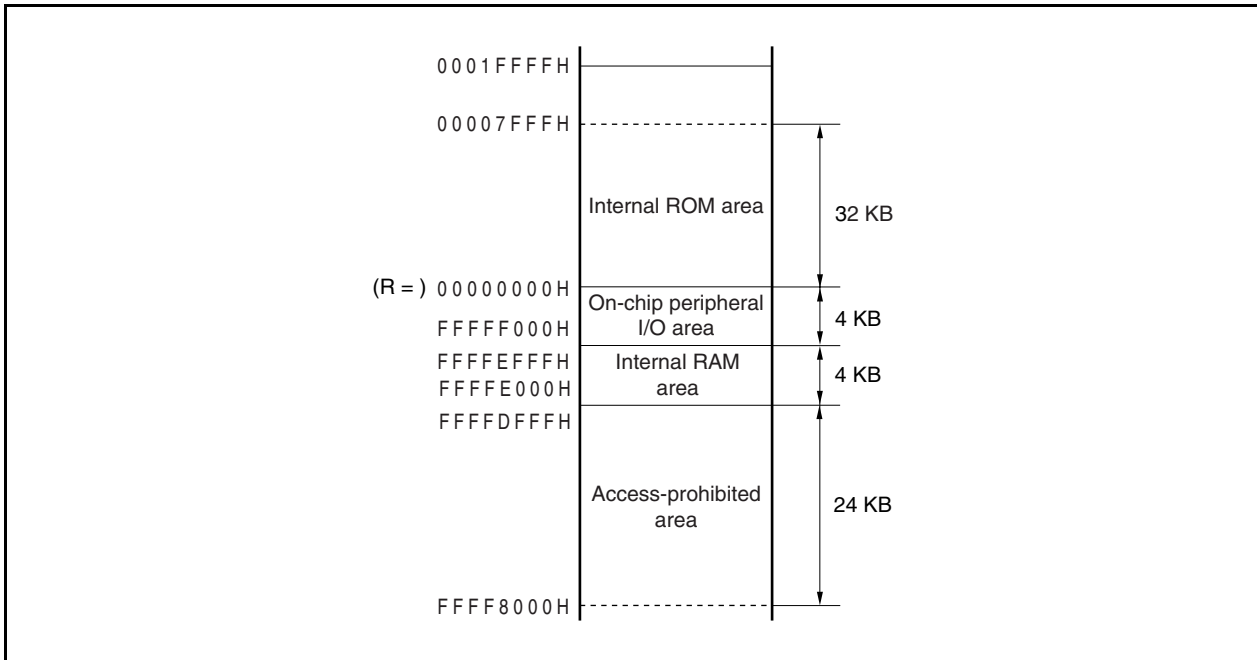 0001FFFFH
00007FFFH
Internal ROM area
32 KB
(R = ) 00000000H
On-chip peripheral
I/O area
4 KB
FFFFF000H
FFFFEFFFH
Internal RAM
area
4 KB
FFFFE000H
FFFFDFFFH
Access-prohibited
area
24 KB
FFFF8000H